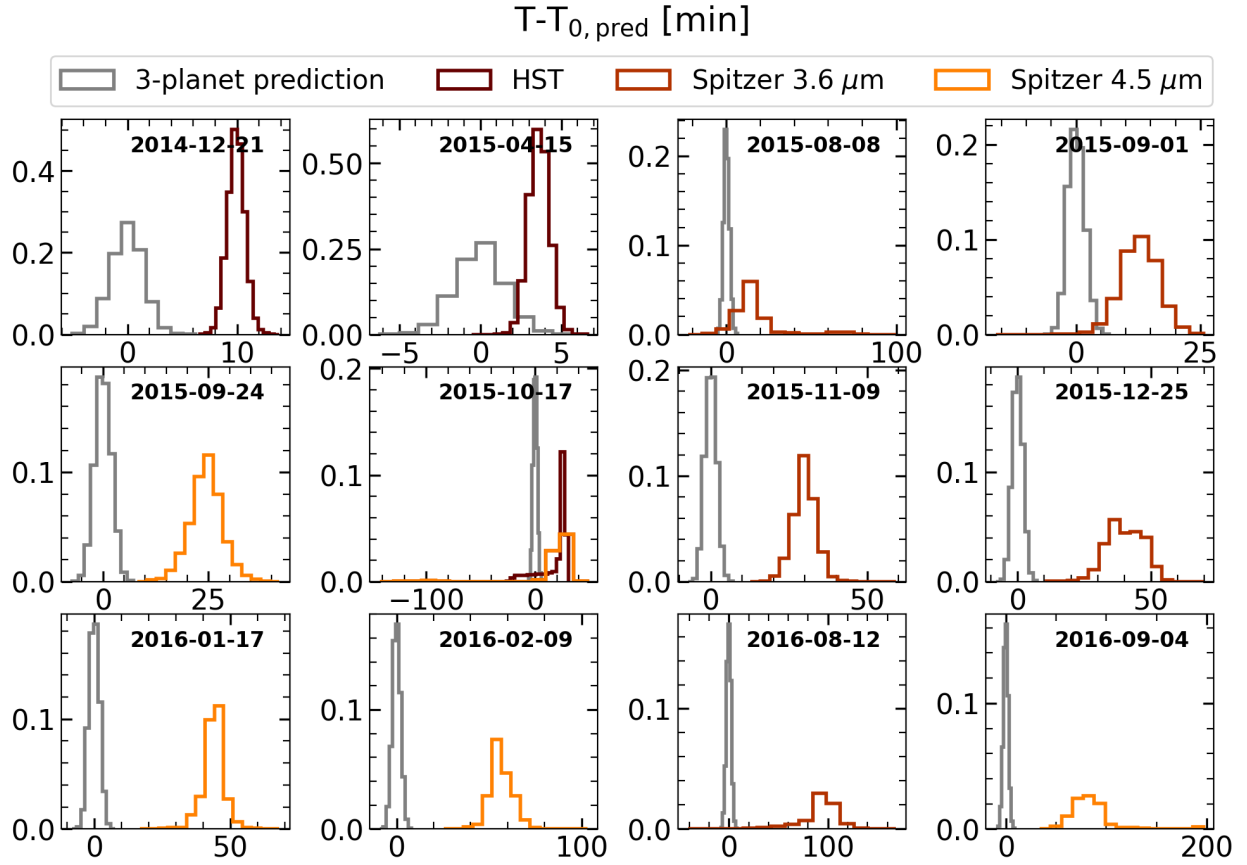 T-T0, pred [min]
3-planet prediction HST Spitzer 3.6 μm Spitzer 4.5 μm
2014-12-21 2015-04-15 2015-08-08 2015-09-01
0.4 0.50 0.2 0.2
0.2 0.25 0.1 0.1
0.0 0.00 0.0 0.0
0 10 −5 0 5 0 100 0 25
2015-09-24 2015-10-17 2015-11-09 2015-12-25
0.2 0.2
0.1 0.1 0.1 0.1
0.0 0.0 0.0 0.0
0 25 −100 0 0 50 0 50
2016-01-17 2016-02-09 2016-08-12 2016-09-04
0.1 0.1 0.1 0.1
0.0 0.0 0.0 0.0
0 50 0 100 0 100 0 200